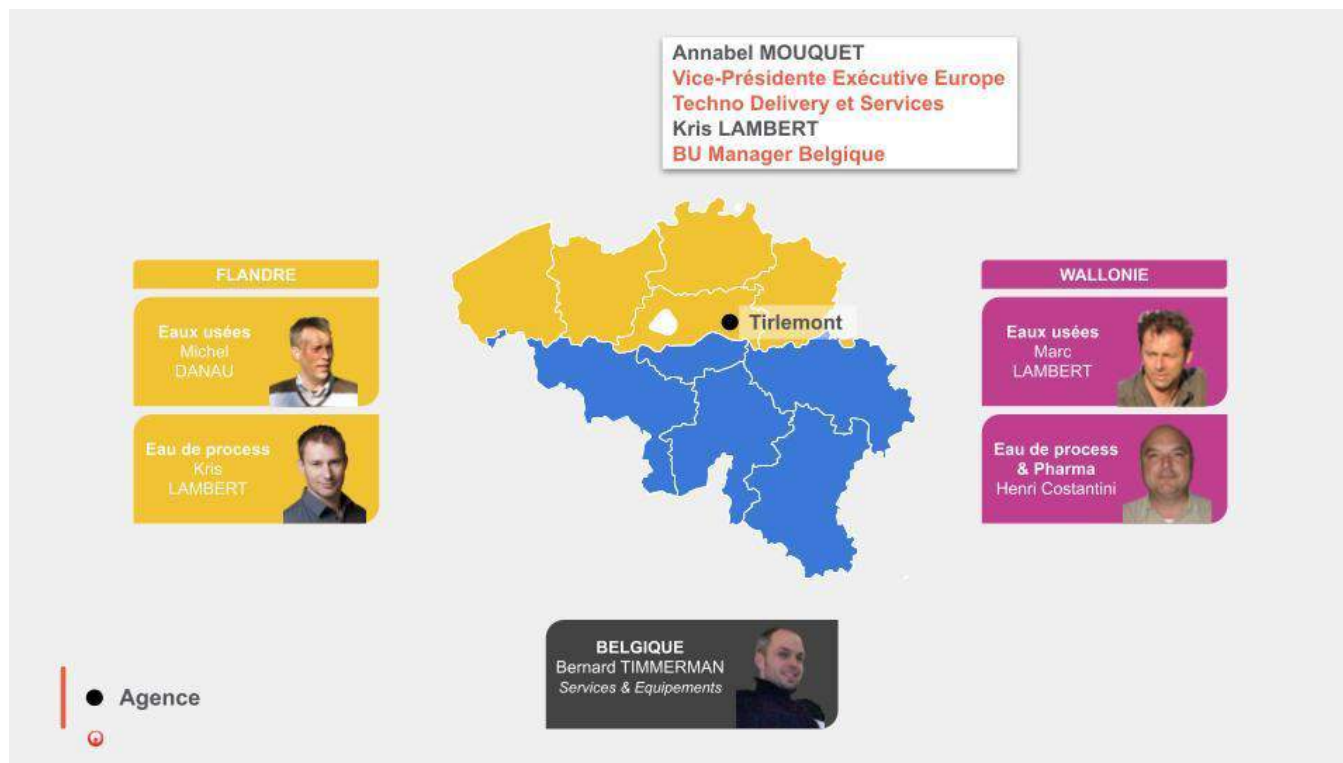 Annabel MOUQUET
Vice-Présidente Exécutive Europe
Techno Delivery et Services
Kris LAMBERT
BU Manager Belgique
FLANDRE
Eaux usées
Michel
DANAU
Eau de process
Kris
LAMBERT
Tirlemont
WALLONIE
Eaux usées
Marc
LAMBERT
Eau de process
& Pharma
Henri Costantini
BELGIQUE
Bernard TIMMERMAN
Services & Equipements
Agence